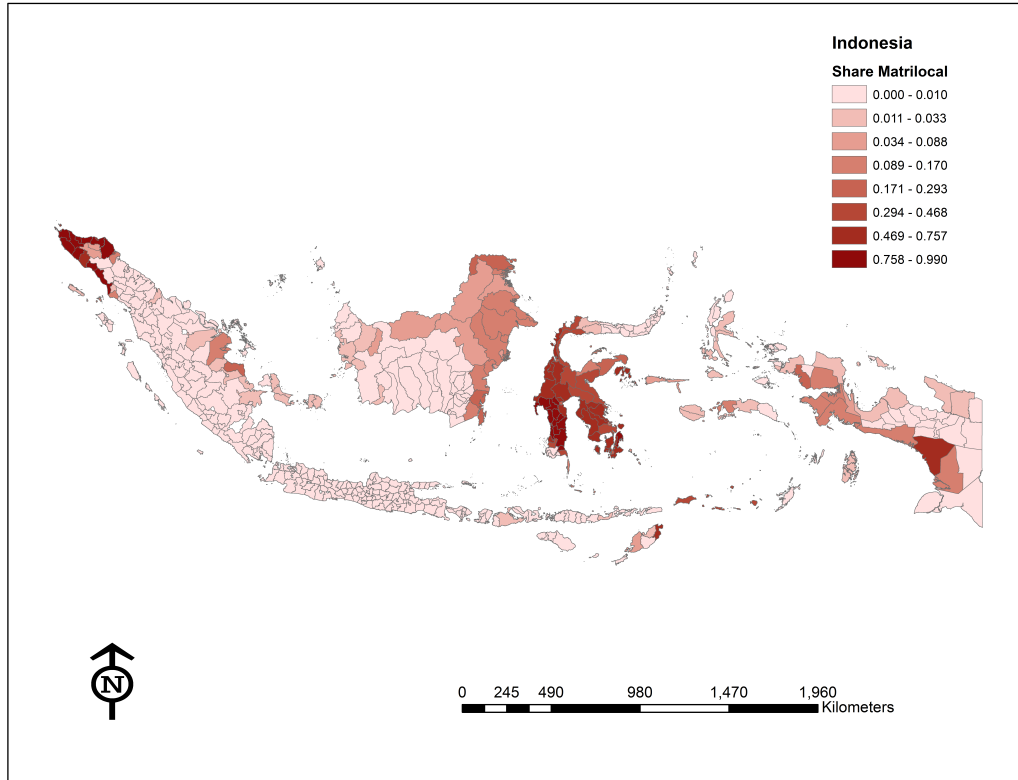 Indonesia
Share Matrilocal
0.000 - 0.010
0.011 - 0.033
0.034 - 0.088
0.089 - 0.170
0.171 - 0.293
0.294 - 0.468
0.469 - 0.757
0.758 - 0.990
N
0 245 490 980 1,470 1,960
Kilometers